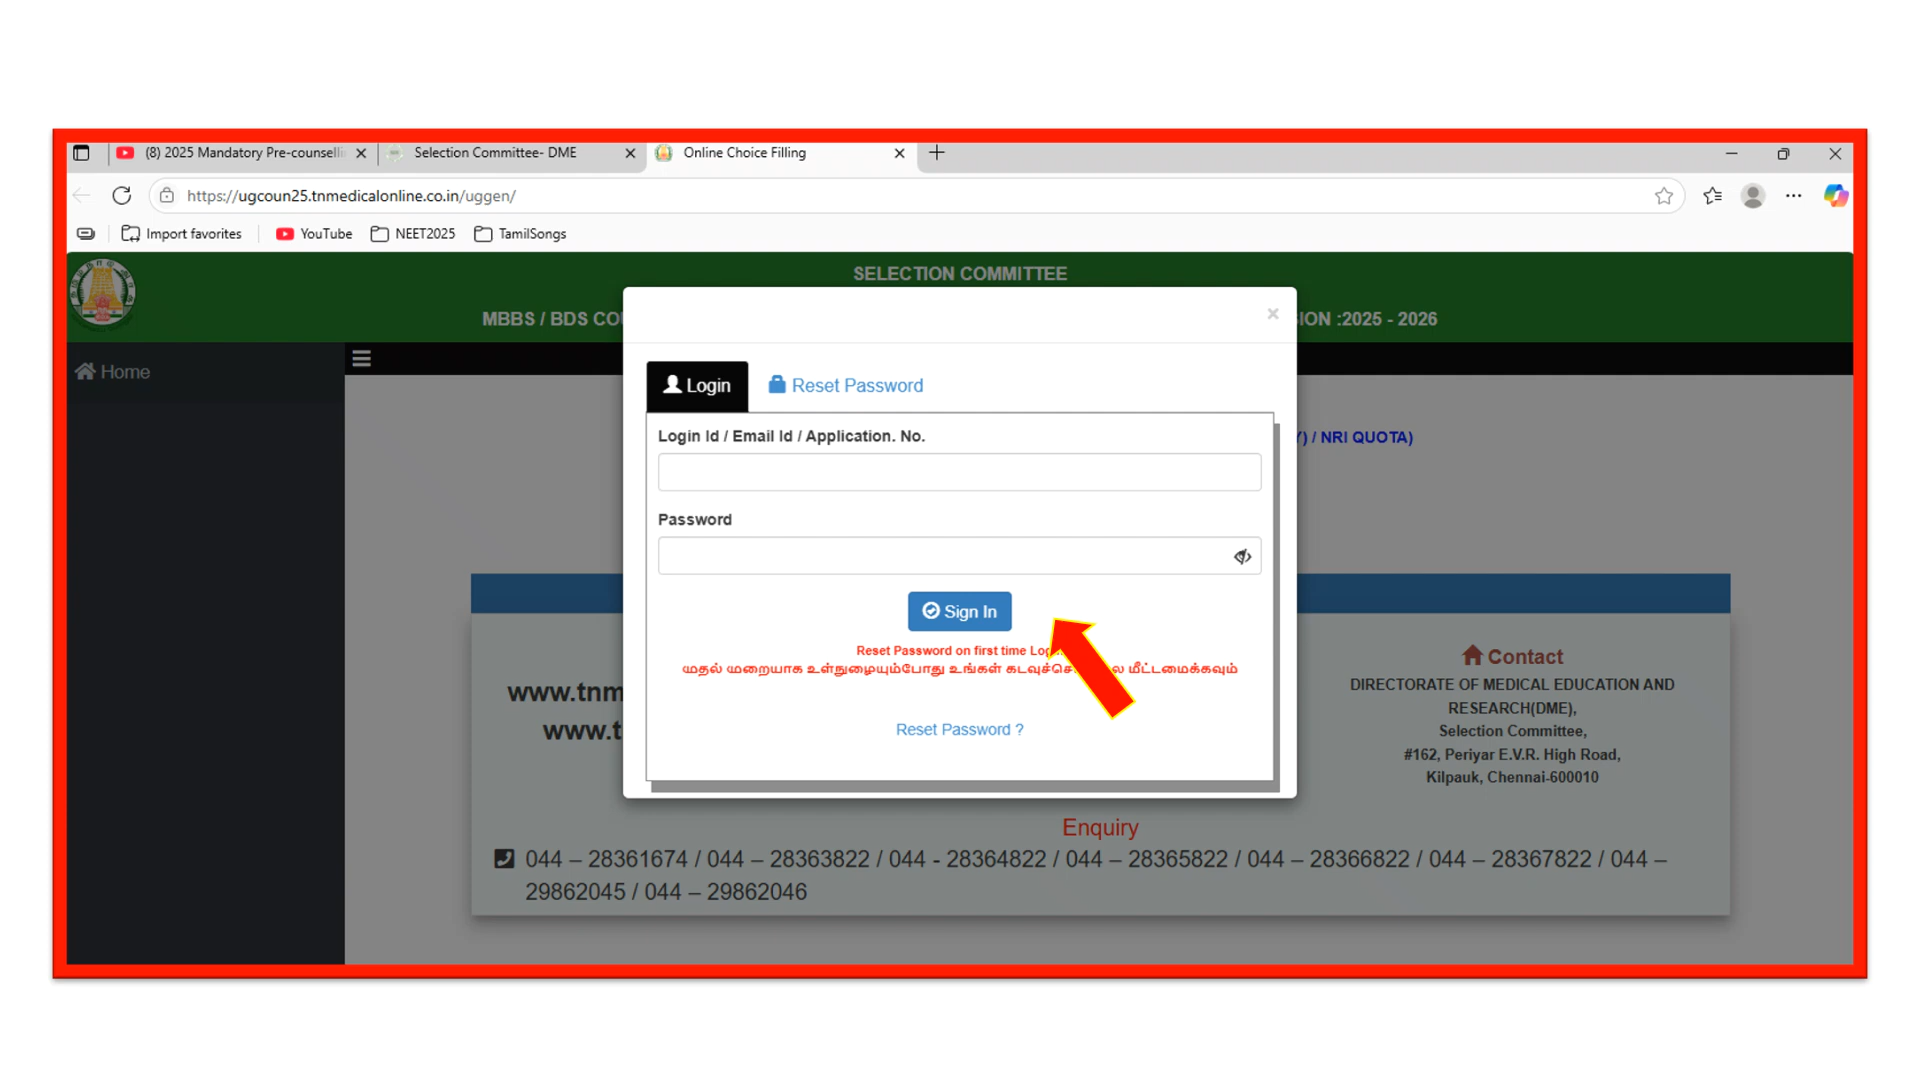 (8) 2025 Mandatory Pre-counselli
Selection Committee- DME
Online Choice Filling
https://ugcoun25.tnmedicalonline.co.in/uggen/
Import favorites
YouTube
NEET2025
TamilSongs
SELECTION COMMITTEE
MBBS / BDS CO
ION :2025 - 2026
Home
Login
Reset Password
Login Id / Email Id / Application. No.
Y) / NRI QUOTA)
Password
Sign In
Reset Password on first time Log
முதல் முறையாக உள்நுழையும்போது உங்கள் மீட்டமைக்கவும்
Reset Password ?
www.tnm
www.t
Contact
DIRECTORATE OF MEDICAL EDUCATION AND
RESEARCH(DME),
Selection Committee,
#162, Periyar E.V.R. High Road,
Kilpauk, Chennai-600010
Enquiry
044 – 28361674 / 044 – 28363822 / 044 - 28364822 / 044 – 28365822 / 044 – 28366822 / 044 – 28367822 / 044 –
29862045 / 044 – 29862046